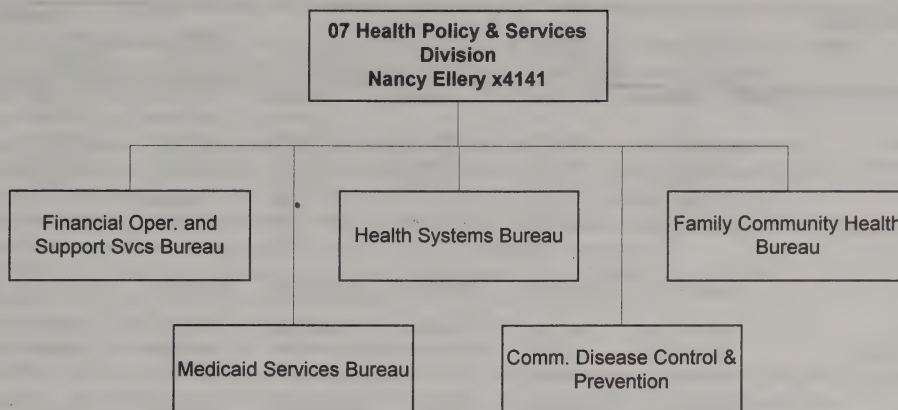 07 Health Policy & Services
Division
Nancy Ellery x4141
Financial Oper. and
Support Svcs Bureau
Health Systems Bureau
Family Community Health
Bureau
Medicaid Services Bureau
Comm. Disease Control &
Prevention